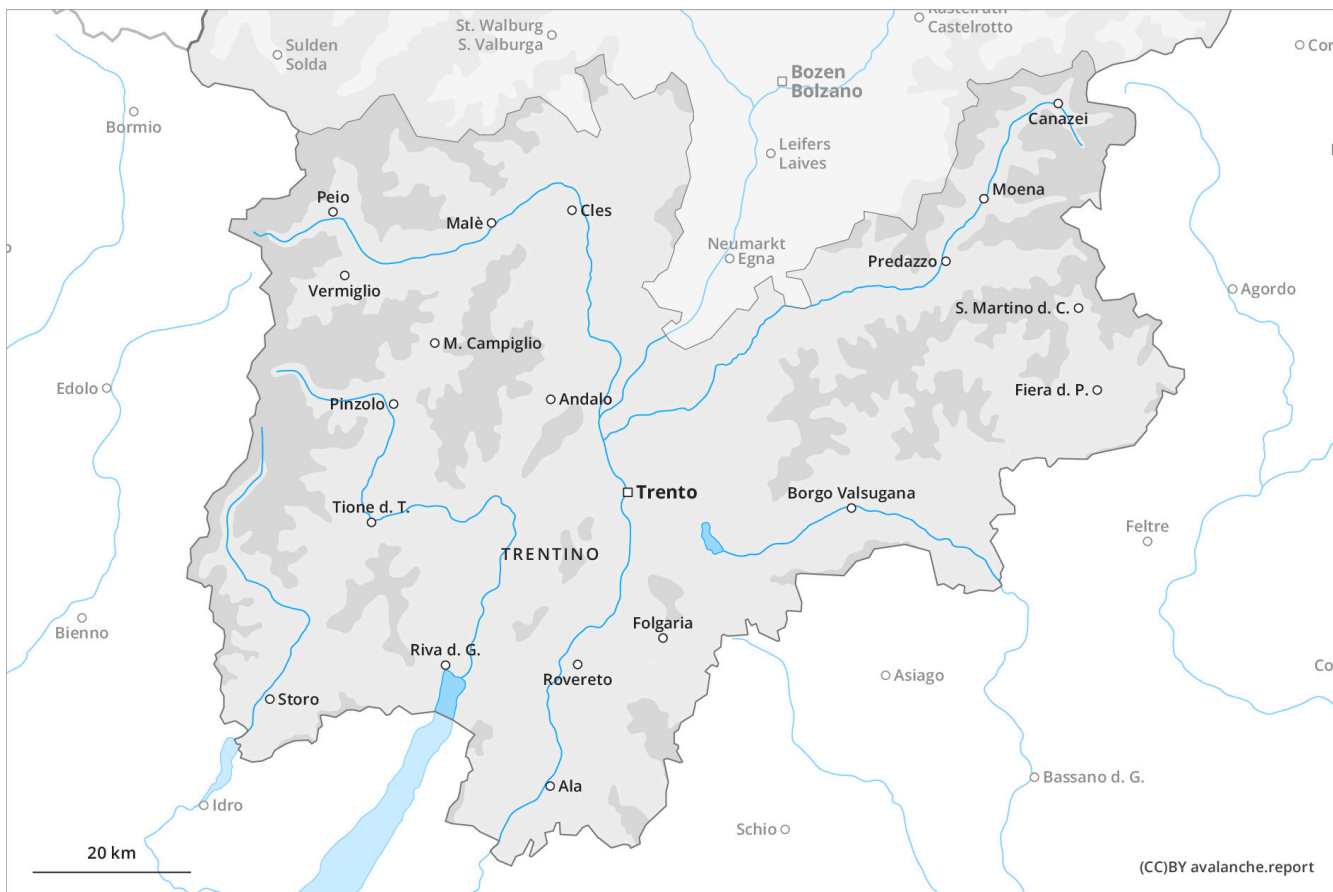 St. Walburg
S. Valburga
Castelrotto
Sulden
Solda
Bozen
Bolzano
Bormio
Canazei
Leifers
Laives
Moena
Peio
Malè
Cles
Neumarkt
Egna
Predazzo
Vermiglio
Agordo
S. Martino d. C.
M. Campiglio
Edolo
Pinzolo
Andalo
Fiera d. P.
Trento
Borgo Valsugana
Tione d. T.
Feltre
TRENTINO
Bienno
Folgaria
Riva d. G.
Rovereto
Asiago
Storo
Ala
Bassano d. G.
Idro
Schio
20 km
(CC)BY avalanche.report